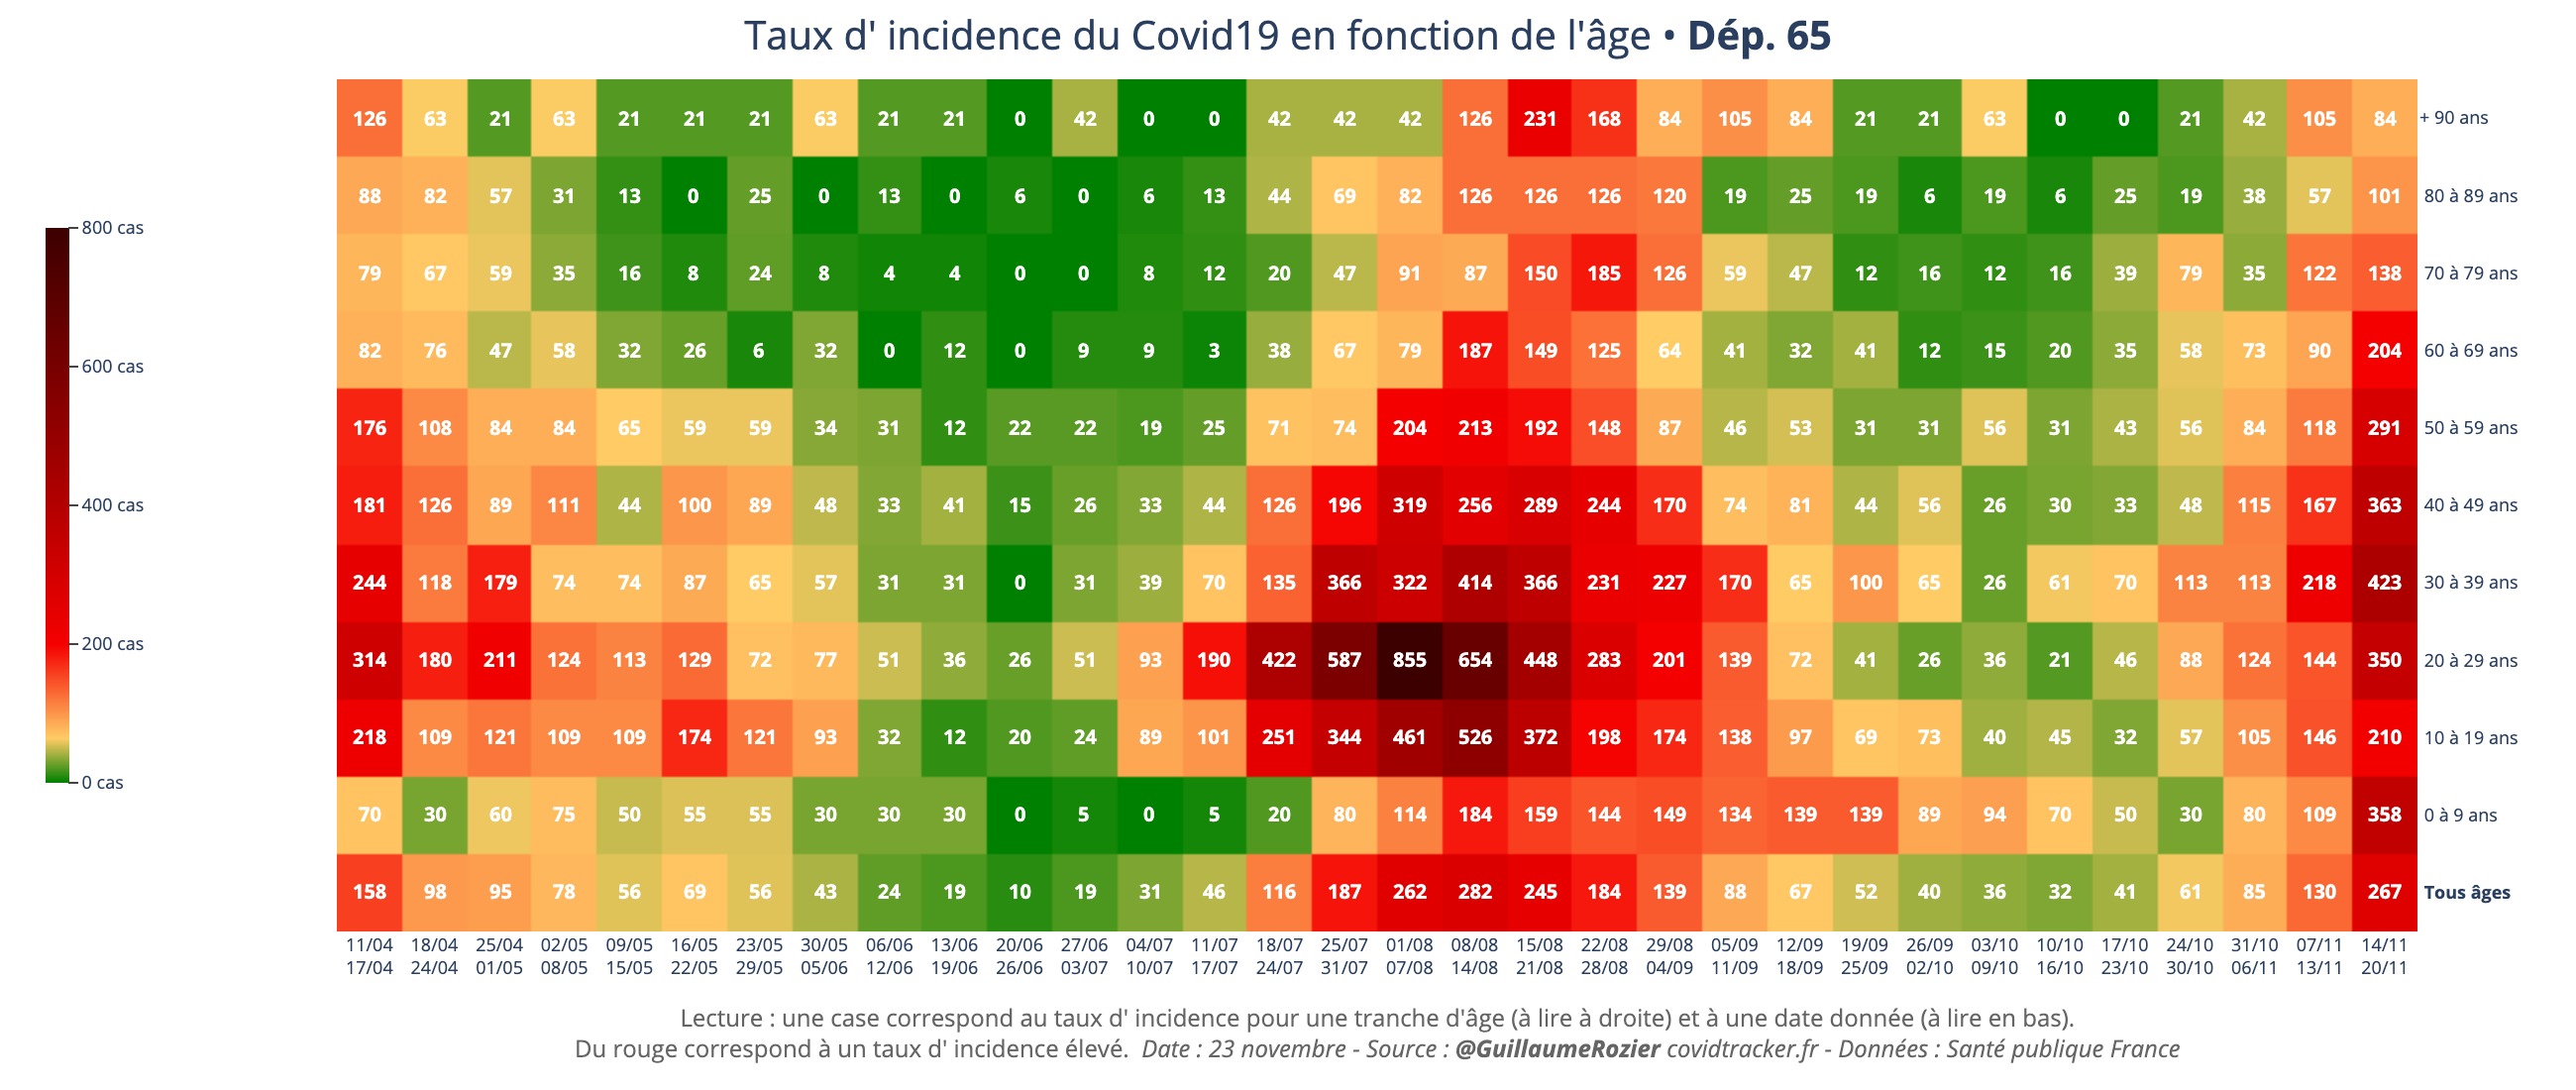 Taux d' incidence du Covid19 en fonction de l'âge • Dép. 65
800 cas
600 cas
400 cas
200 cas
0 cas
126 63 21 63 21 21 21 63 21 21 0 42 0 0 42 42 42 126 231 168 84 105 84 21 21 63 0 0 21 42 105 84 + 90 ans
88 82 57 31 13 0 25 0 13 0 6 0 6 13 44 69 82 126 126 126 120 19 25 19 6 19 6 25 19 38 57 101 80 à 89 ans
79 67 59 35 16 8 24 8 4 4 0 0 8 12 20 47 91 87 150 185 126 59 47 12 16 12 16 39 79 35 122 138 70 à 79 ans
82 76 47 58 32 26 6 32 0 12 0 9 9 3 38 67 79 187 149 125 64 41 32 41 12 15 20 35 58 73 90 204 60 à 69 ans
176 108 84 84 65 59 59 34 31 12 22 22 19 25 71 74 204 213 192 148 87 46 53 31 31 56 31 43 56 84 118 291 50 à 59 ans
181 126 89 111 44 100 89 48 33 41 15 26 33 44 126 196 319 256 289 244 170 74 81 44 56 26 30 33 48 115 167 363 40 à 49 ans
244 118 179 74 74 87 65 57 31 31 0 31 39 70 135 366 322 414 366 231 227 170 65 100 65 26 61 70 113 113 218 423 30 à 39 ans
314 180 211 124 113 129 72 77 51 36 26 51 93 190 422 587 855 654 448 283 201 139 72 41 26 36 21 46 88 124 144 350 20 à 29 ans
218 109 121 109 109 174 121 93 32 12 20 24 89 101 251 344 461 526 372 198 174 138 97 69 73 40 45 32 57 105 146 210 10 à 19 ans
70 30 60 75 50 55 55 30 30 30 0 5 0 5 20 80 114 184 159 144 149 134 139 139 89 94 70 50 30 80 109 358 0 à 9 ans
158 98 95 78 56 69 56 43 24 19 10 19 31 46 116 187 262 282 245 184 139 88 67 52 40 36 32 41 61 85 130 267 Tous âges
11/04 18/04 25/04 02/05 09/05 16/05 23/05 30/05 06/06 13/06 20/06 27/06 04/07 11/07 18/07 25/07 01/08 08/08 15/08 22/08 29/08 05/09 12/09 19/09 26/09 03/10 10/10 17/10 24/10 31/10 07/11 14/11
17/04 24/04 01/05 08/05 15/05 22/05 29/05 05/06 12/06 19/06 26/06 03/07 10/07 17/07 24/07 31/07 07/08 14/08 21/08 28/08 04/09 11/09 18/09 25/09 02/10 09/10 16/10 23/10 30/10 06/11 13/11 20/11
Lecture : une case correspond au taux d' incidence pour une tranche d'âge (à lire à droite) et à une date donnée (à lire en bas).
Du rouge correspond à un taux d' incidence élevé. Date : 23 novembre - Source : @GuillaumeRozier covidtracker.fr - Données : Santé publique France